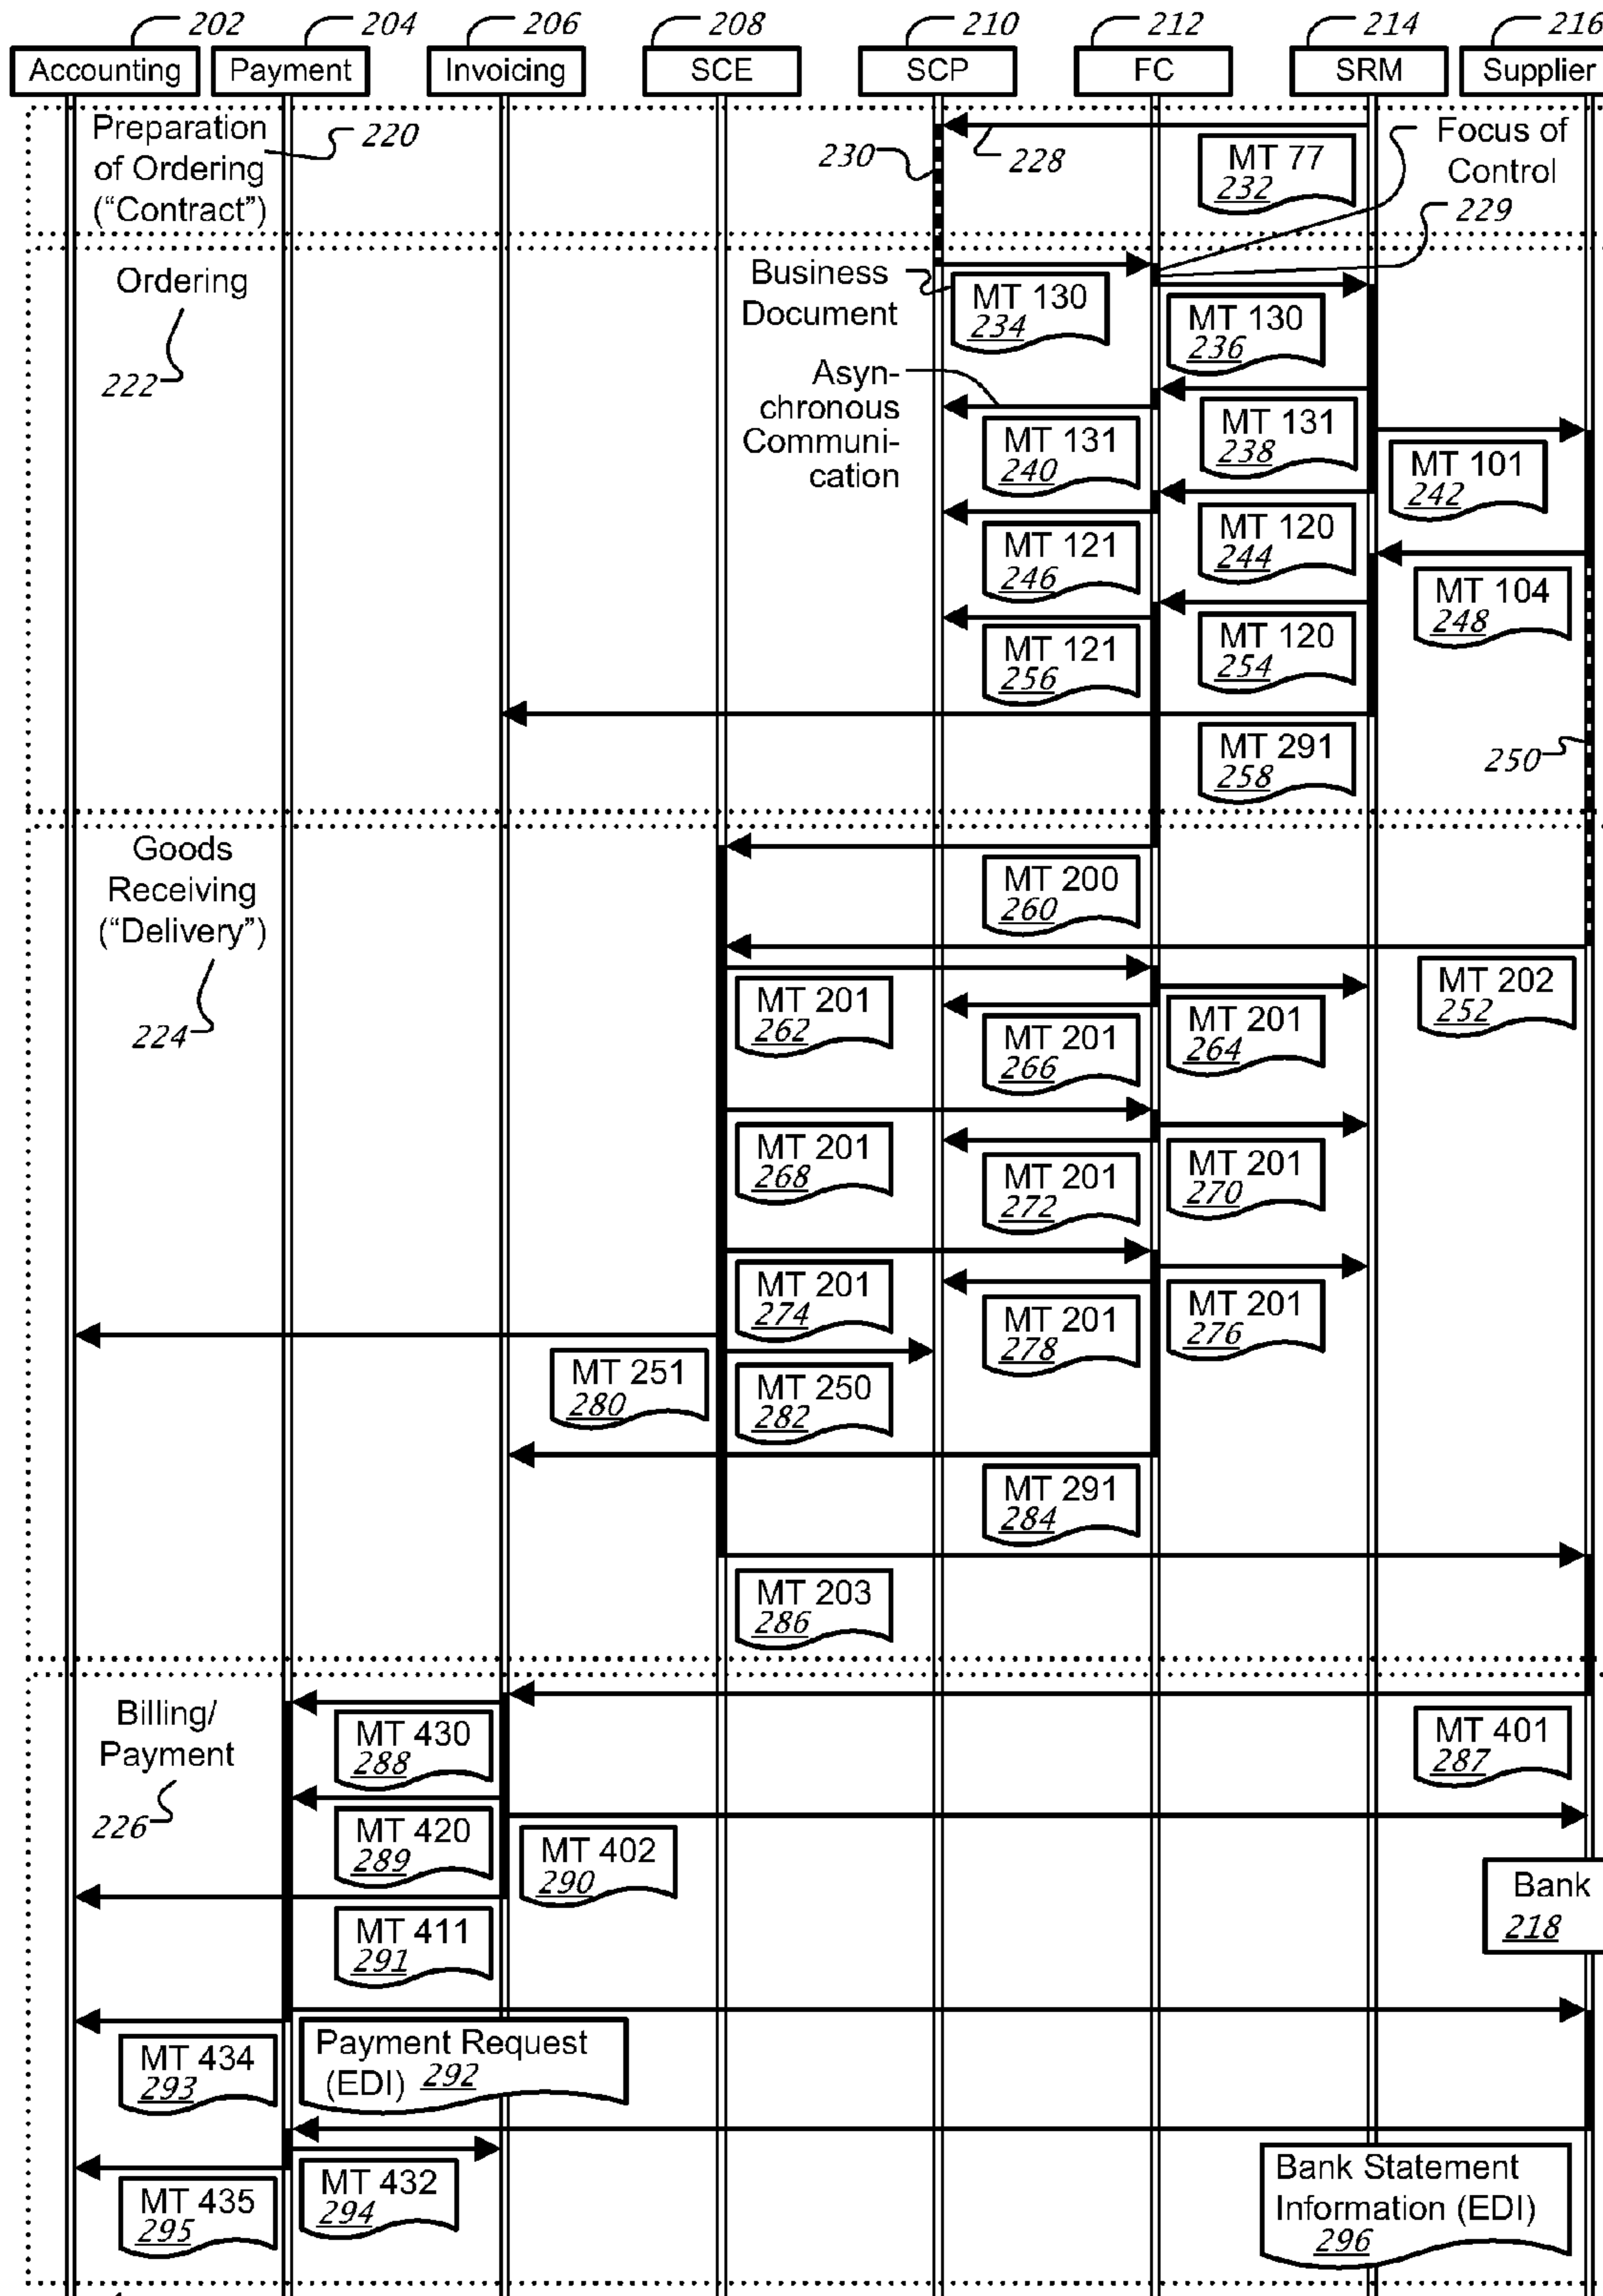 202 204 206 208 210 212 214 216
Accounting Payment Invoicing SCE SCP FC SRM Supplier
Preparation
of Ordering
("Contract")
220
230
228
MT 77
232
Focus of
Control
229
Ordering
222
Business
Document
MT 130
234
MT 130
236
Asyn-
chronous
Communi-
cation
MT 131
240
MT 131
238
MT 101
242
MT 121
246
MT 120
244
MT 104
248
MT 121
256
MT 120
254
MT 291
258
250
Goods
Receiving
("Delivery")
224
MT 200
260
MT 202
252
MT 201
262
MT 201
266
MT 201
264
MT 201
268
MT 201
272
MT 201
270
MT 201
274
MT 201
278
MT 201
276
MT 251
280
MT 250
282
MT 291
284
MT 203
286
Billing/
Payment
226
MT 430
288
MT 401
287
MT 420
289
MT 402
290
Bank
218
MT 411
291
MT 434
293
Payment Request
(EDI) 292
MT 435
295
MT 432
294
Bank Statement
Information (EDI)
296